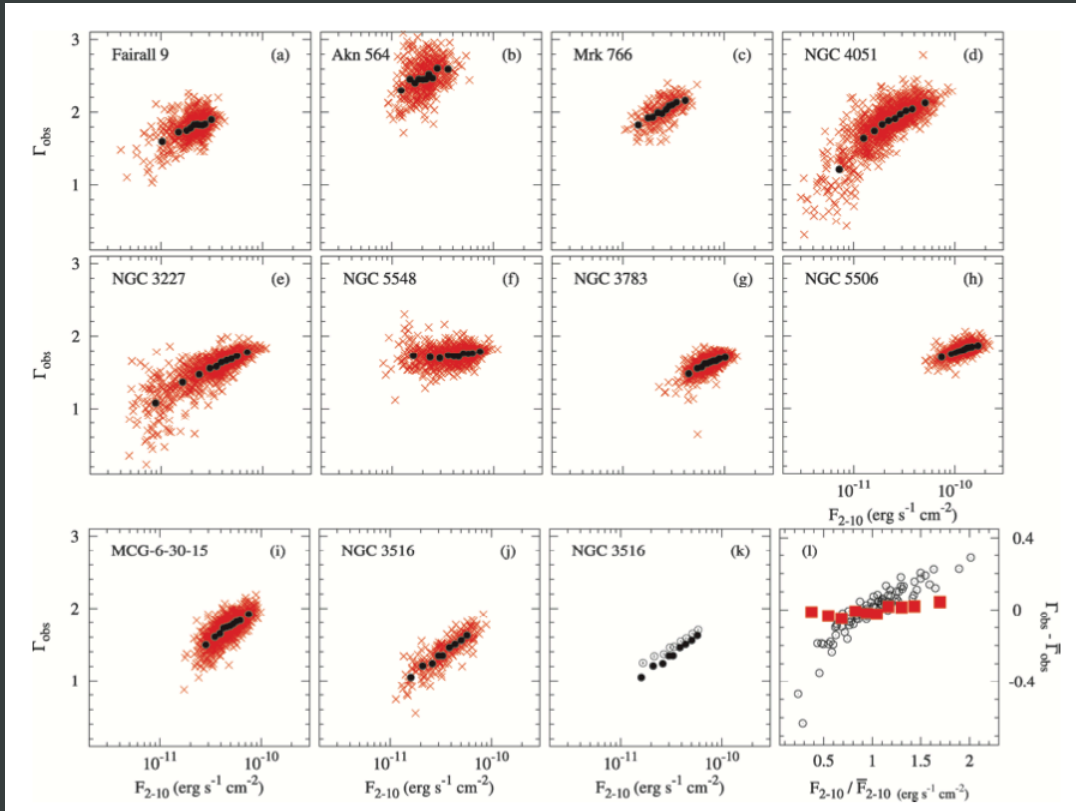 3 Fairall 9 (a) Akn 564 (b) Mrk 766 (c) NGC 4051 (d)
2
Γobs
1
3 NGC 3227 (e) NGC 5548 (f) NGC 3783 (g) NGC 5506 (h)
2
Γobs
1
10⁻¹¹ 10⁻¹⁰
F₂₋₁₀ (erg s⁻¹ cm⁻²)
3 MCG-6-30-15 (i) NGC 3516 (j) NGC 3516 (k) (l) 0.4
2 0
Γobs Γobs - Γ̅obs
1 -0.4
10⁻¹¹ 10⁻¹⁰ 10⁻¹¹ 10⁻¹⁰ 10⁻¹¹ 10⁻¹⁰ 0.5 1 1.5 2
F₂₋₁₀ (erg s⁻¹ cm⁻²) F₂₋₁₀ (erg s⁻¹ cm⁻²) F₂₋₁₀ (erg s⁻¹ cm⁻²) F₂₋₁₀ / F̅₂₋₁₀ (erg s⁻¹ cm⁻²)